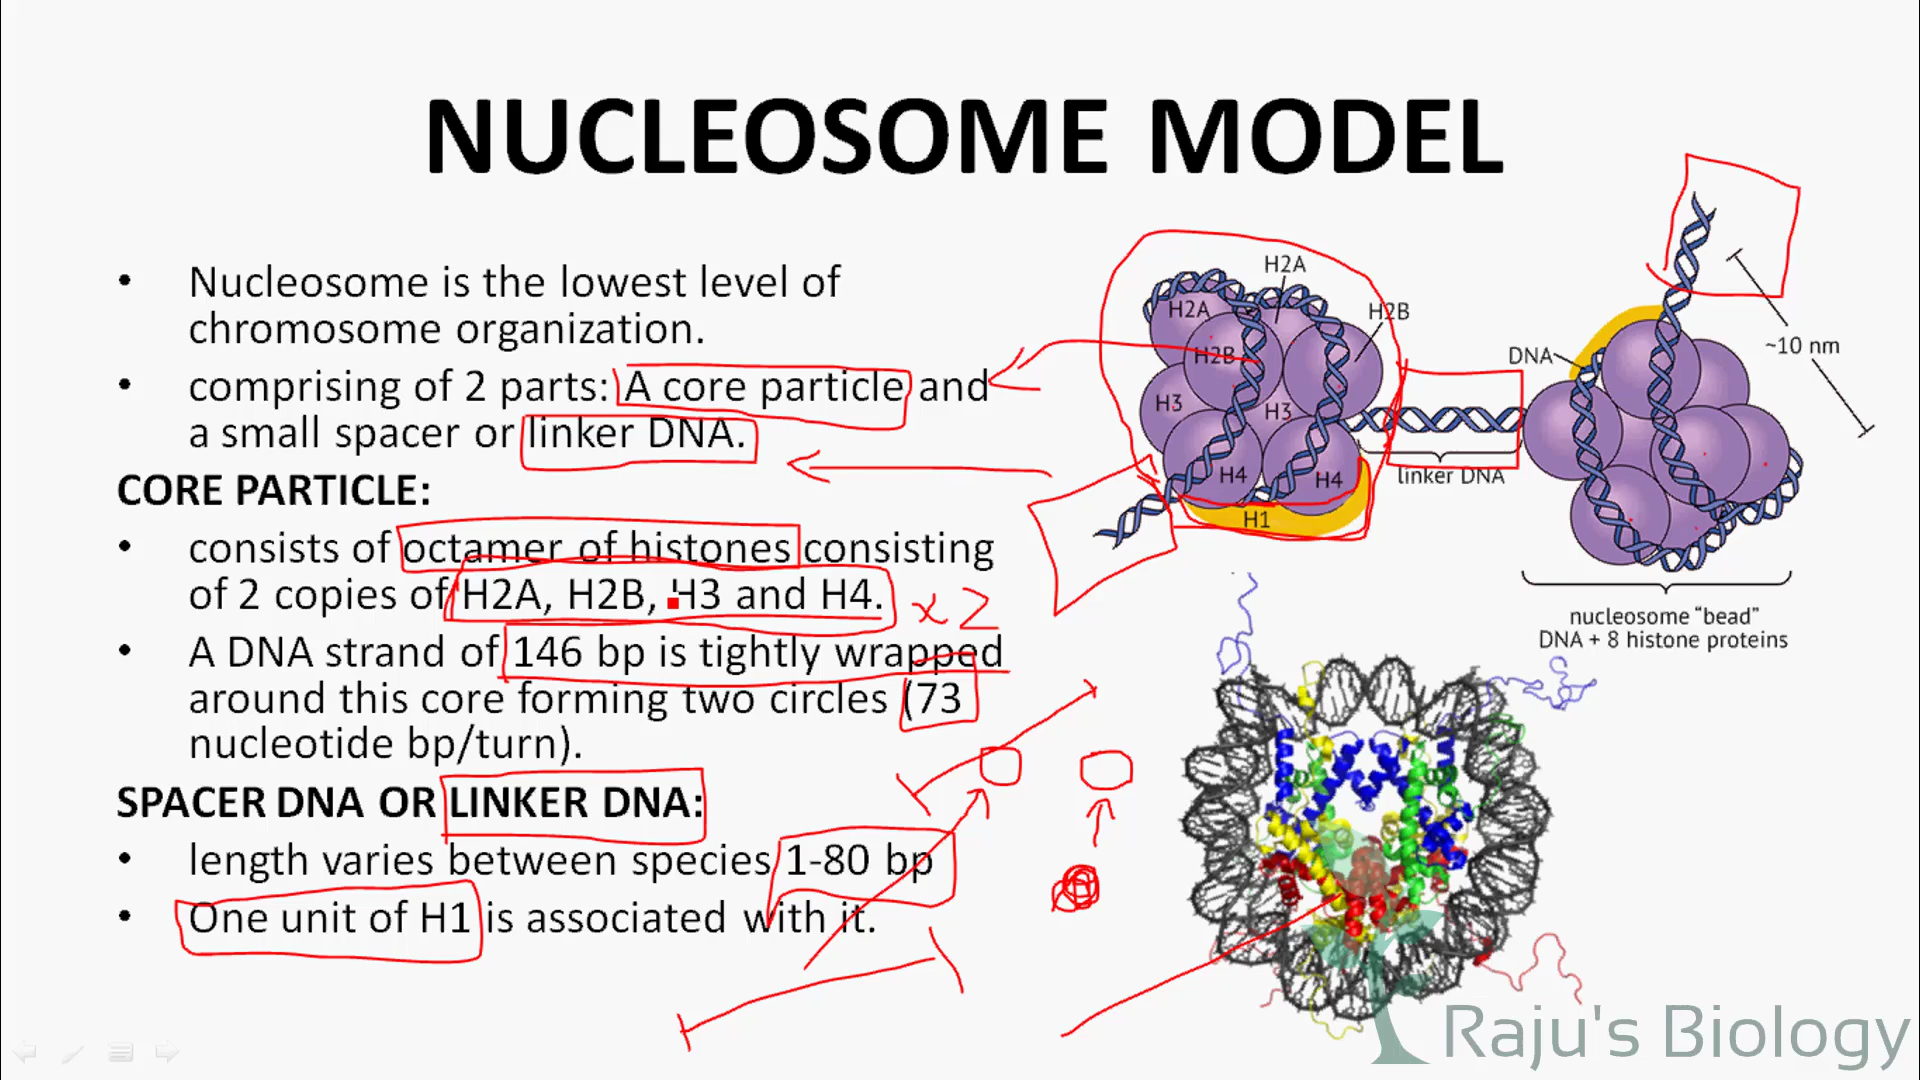 NUCLEOSOME MODEL
• Nucleosome is the lowest level of
chromosome organization.
• comprising of 2 parts: A core particle and
a small spacer or linker DNA.
CORE PARTICLE:
• consists of octamer of histones consisting
of 2 copies of H2A, H2B, H3 and H4.
x2
• A DNA strand of 146 bp is tightly wrapped
around this core forming two circles (73
nucleotide bp/turn).
SPACER DNA OR LINKER DNA:
• length varies between species 1-80 bp
• One unit of H1 is associated with it.
H2A
H2A
H2B
H2B
H3
H3
H4
H4
H1
linker DNA
DNA
~10 nm
nucleosome “bead”
DNA + 8 histone proteins
Raju's Biology